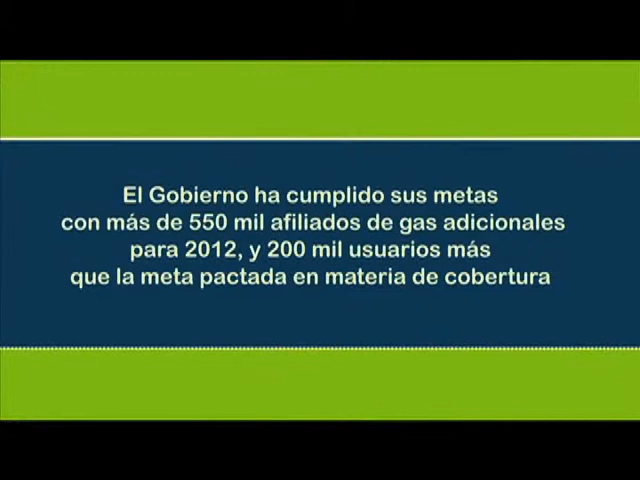 El Gobierno ha cumplido sus metas
con más de 550 mil afiliados de gas adicionales
para 2012, y 200 mil usuarios más
que la meta pactada en materia de cobertura